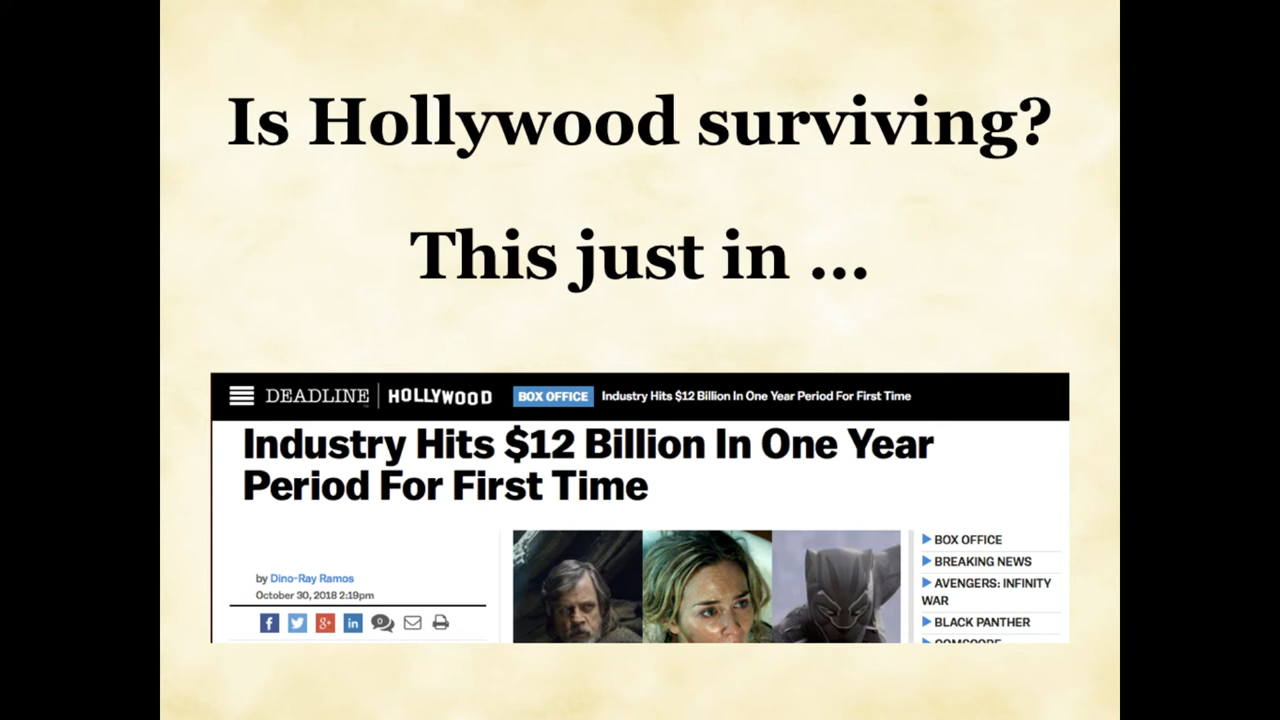 Is Hollywood surviving?
This just in ...
DEADLINE HOLLYWOOD BOX OFFICE Industry Hits $12 Billion In One Year Period For First Time
Industry Hits $12 Billion In One Year
Period For First Time
by Dino-Ray Ramos
October 30, 2018 2:19pm
0
BOX OFFICE
BREAKING NEWS
AVENGERS: INFINITY
WAR
BLACK PANTHER
COMSCORE